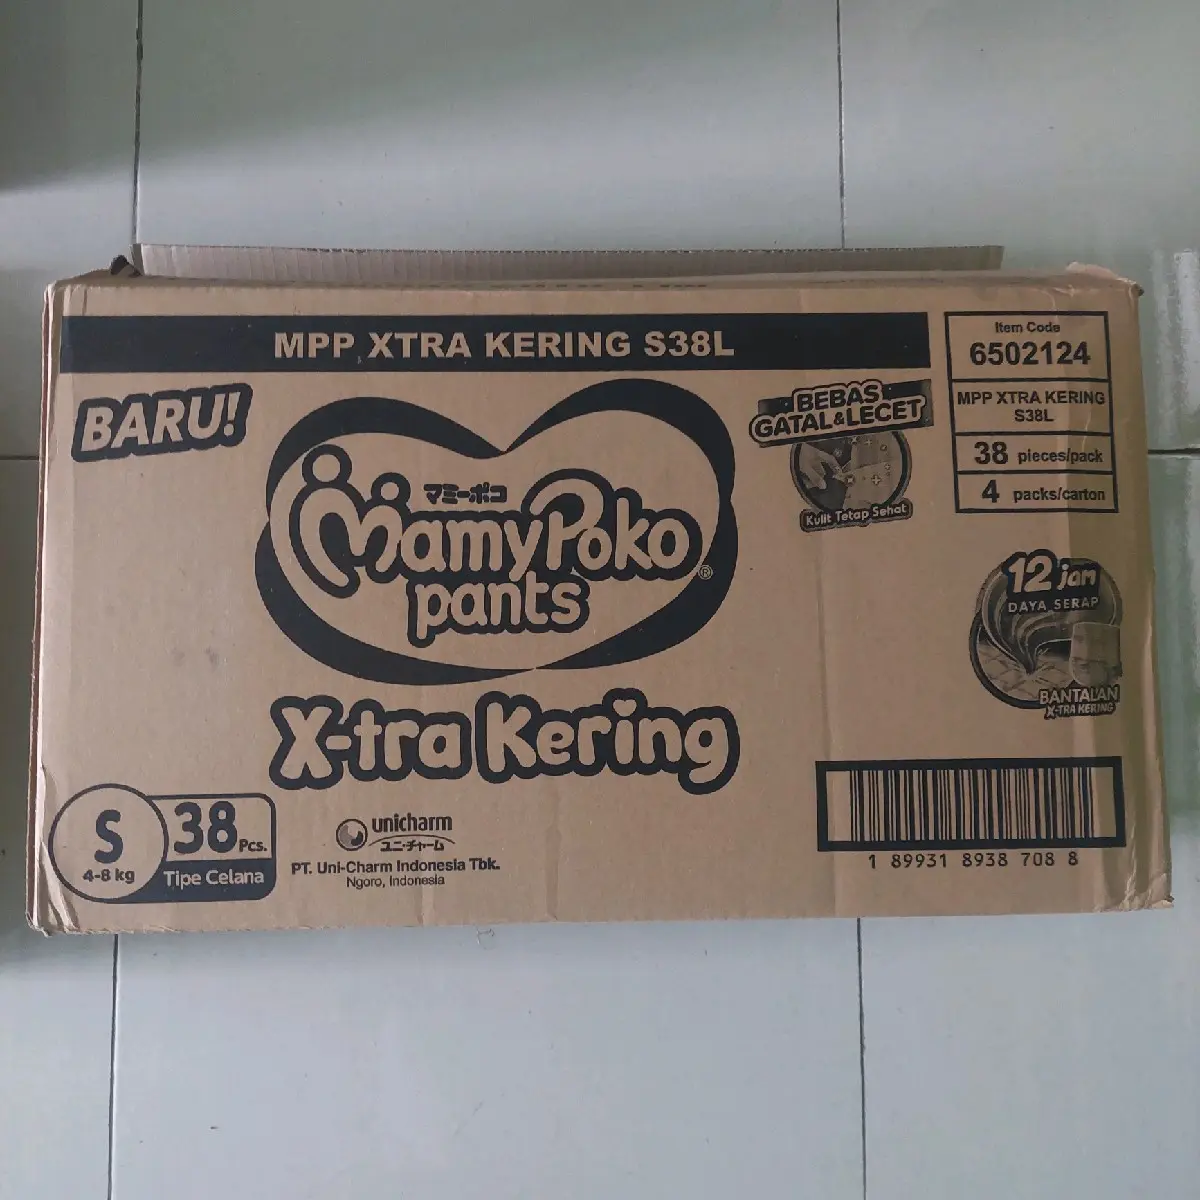 MPP XTRA KERING S38L
Item Code
6502124
MPP XTRA KERING
S38L
38 pieces/pack
4 packs/carton
BARU!
マミーポコ
MamyPoko®
pants
X-tra Kering
BEBAS
GATAL&LECET
Kulit Tetap Sehat
12 jam
DAYA SERAP
BANTALAN
X-TRA KERING
S
4-8 kg
38 Pcs.
Tipe Celana
unicharm
ユニ・チャーム
PT. Uni-Charm Indonesia Tbk.
Ngoro, Indonesia
1 89931 8938 708 8